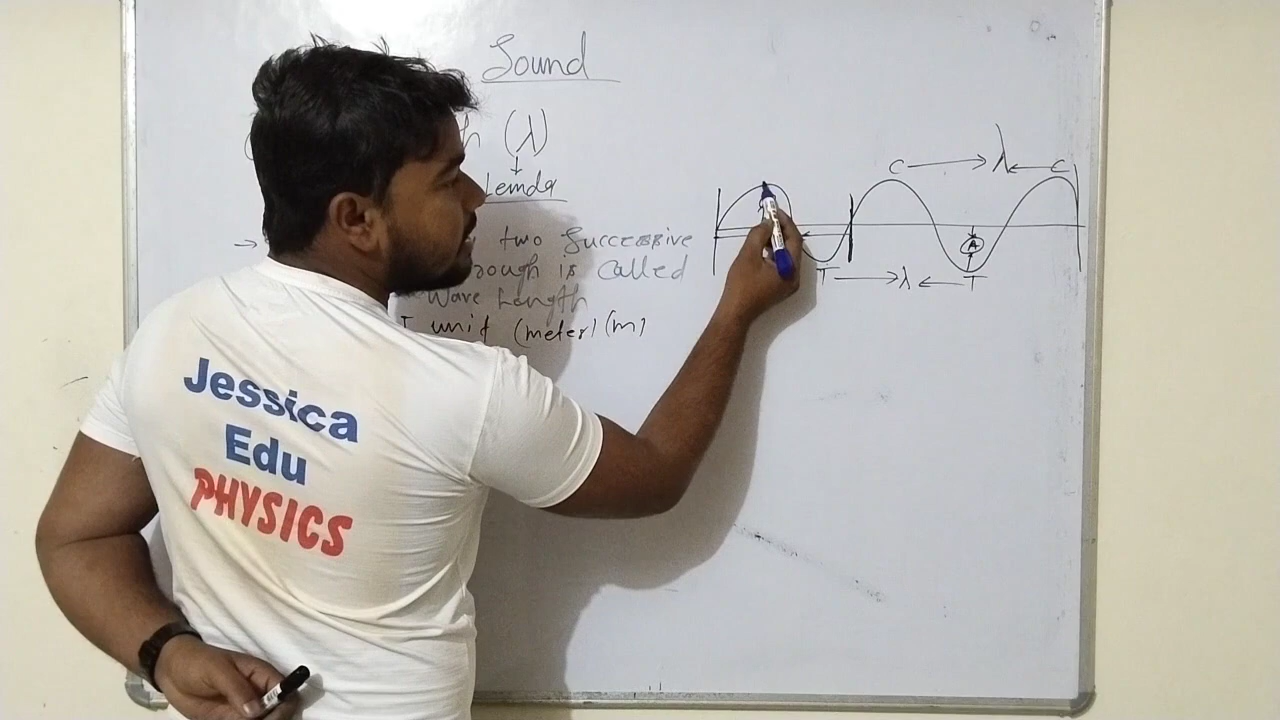 Sound
(λ)
Lemda
two Successive
rough is Called
Wave Length
I unit (meter) (m)
C λ C
A
T λ T
Jessica
Edu
PHYSICS